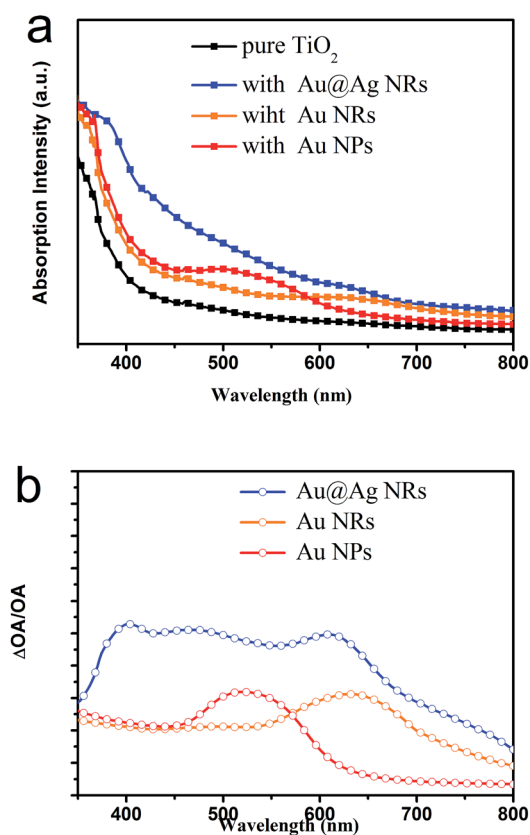 a
pure TiO₂
with Au@Ag NRs
wiht Au NRs
with Au NPs
Absorption Intensity (a.u.)
400 500 600 700 800
Wavelength (nm)
b
Au@Ag NRs
Au NRs
Au NPs
ΔOA/OA
400 500 600 700 800
Wavelength (nm)